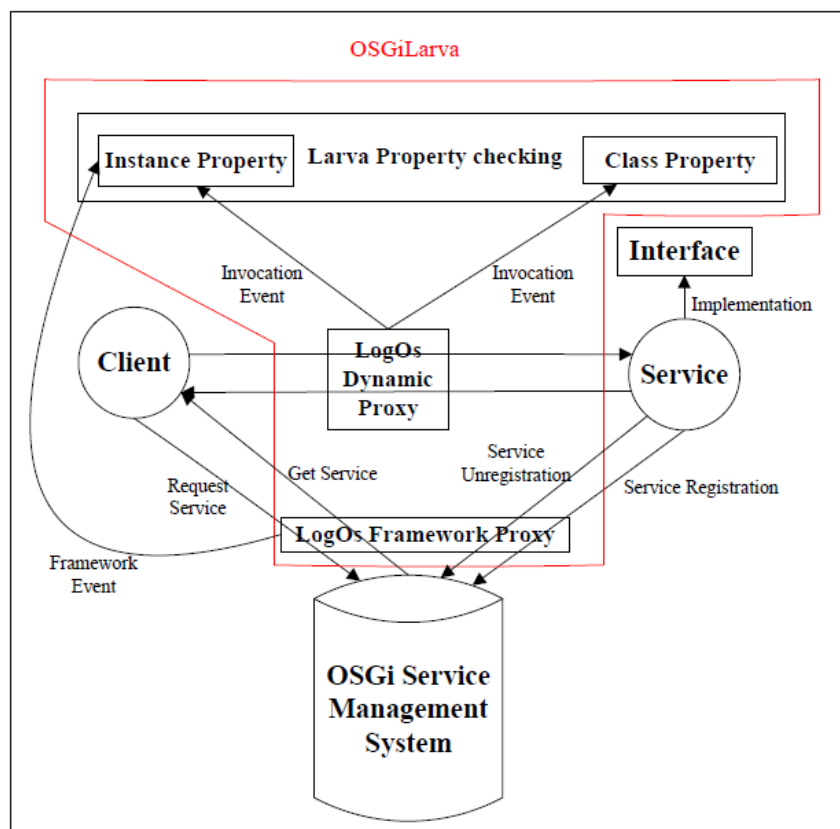 OSGiLarva
Instance Property
Larva Property checking
Class Property
Interface
Invocation
Event
Invocation
Event
Implementation
Client
LogOs
Dynamic
Proxy
Service
Service
Unregistration
Get Service
Request
Service
Service Registration
LogOs Framework Proxy
Framework
Event
OSGi Service
Management
System